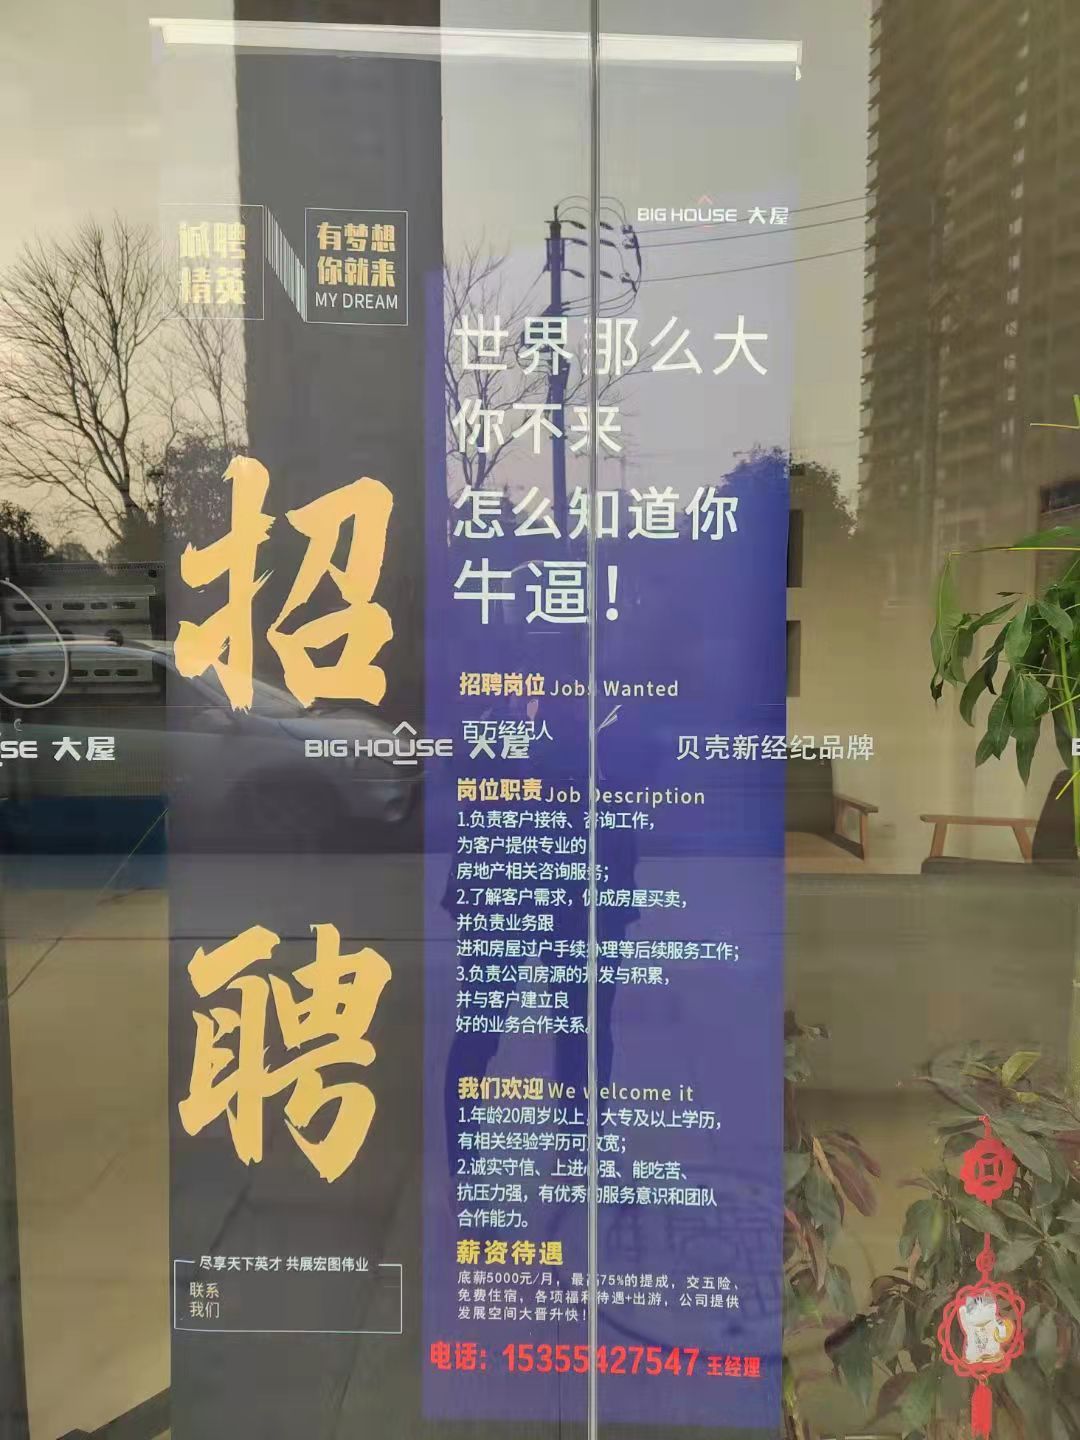 诚聘
精英
有梦想
你就来
MY DREAM
BIG HOUSE 大屋
世界那么大
你不来
怎么知道你
牛逼！
招聘
招聘岗位 Jobs Wanted
百万经纪人
SE 大屋
BIG HOUSE 大屋
贝壳新经纪品牌
岗位职责 Job Description
1.负责客户接待、咨询工作，
为客户提供专业的
房地产相关咨询服务；
2.了解客户需求，促成房屋买卖，
并负责业务跟
进和房屋过户手续办理等后续服务工作；
3.负责公司房源的开发与积累，
并与客户建立良
好的业务合作关系。
我们欢迎 We welcome it
1.年龄20周岁以上，大专及以上学历，
有相关经验学历可放宽；
2.诚实守信、上进心强、能吃苦、
抗压力强，有优秀的服务意识和团队
合作能力。
薪资待遇
底薪5000元/月，最高75%的提成，交五险、
免费住宿，各项福利待遇+出游，公司提供
发展空间大晋升快！
尽享天下英才 共展宏图伟业
联系
我们
电话：15355427547 王经理